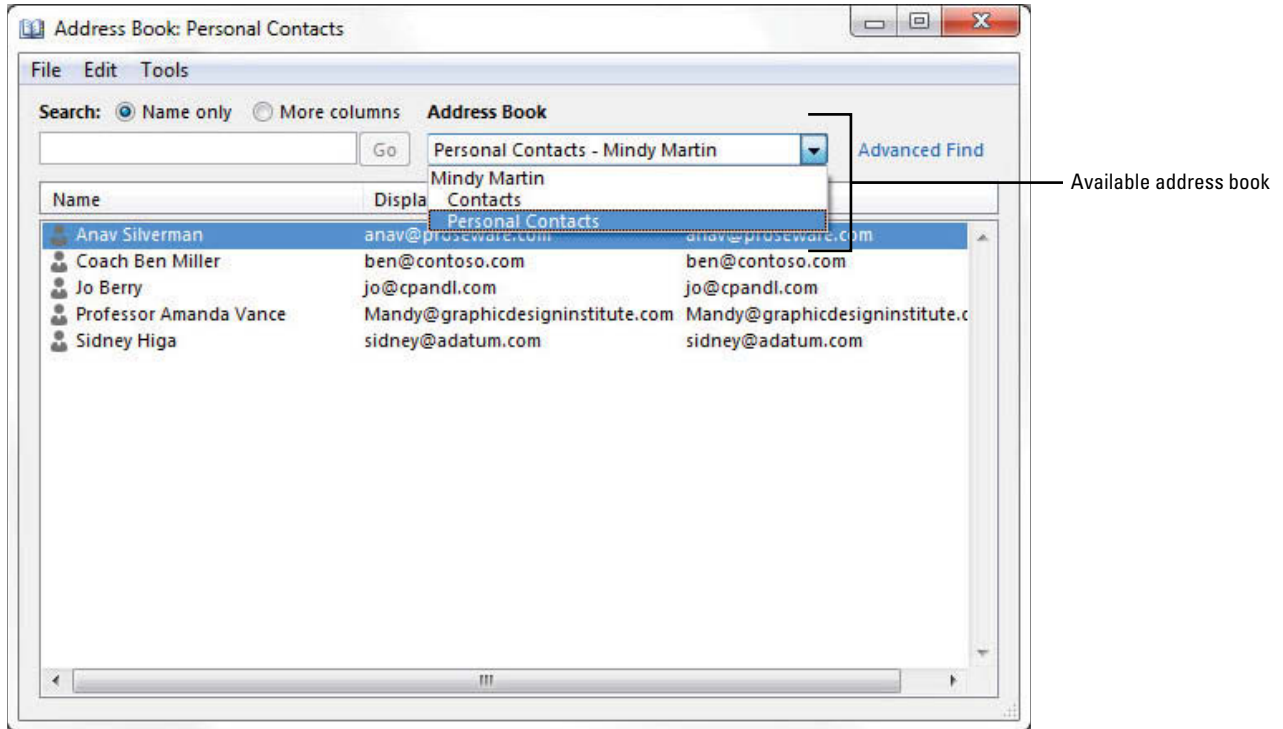 Address Book: Personal Contacts
File Edit Tools
Search: Name only More columns Address Book
Go Personal Contacts - Mindy Martin Advanced Find
Mindy Martin
Available address book
Name Displa Contacts
Personal Contacts
Anav Silverman anav@proseware.com anav@proseware.com
Coach Ben Miller ben@contoso.com ben@contoso.com
Jo Berry jo@cpandl.com jo@cpandl.com
Professor Amanda Vance Mandy@graphicdesigninstitute.com Mandy@graphicdesigninstitute.c
Sidney Higa sidney@adatum.com sidney@adatum.com